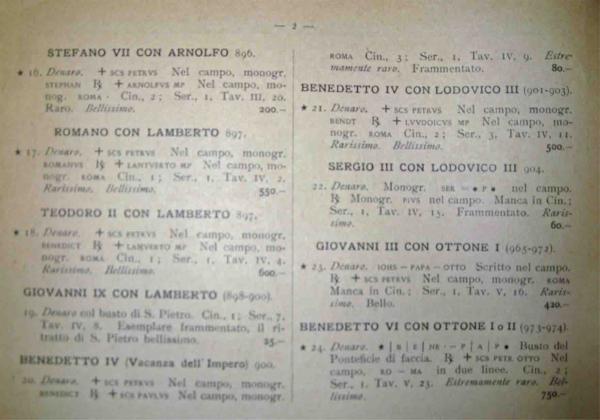 — 2 —
STEFANO VII CON ARNOLFO 896.
★ 16. Denaro. + SCS PETRVS Nel campo, monogr.
STEPHAN ℞ + ARNOLFVS MP Nel campo, mo-
nog. ROMA · Cin., 2; Ser., 1, Tav. III, 20.
Raro. Bellissimo. 200.—
ROMANO CON LAMBERTO 897.
★ 17. Denaro. + SCS PETRVS Nel campo, monogr.
ROMANVS ℞ + LANTVERTO MP Nel campo, mo-
nogr. ROMA Cin., 1; Ser., 1, Tav. IV, 2.
Rarissimo. Bellissimo. 550.—
TEODORO II CON LAMBERTO 897.
★ 18. Denaro. + SCS PETRVS Nel campo, monogr.
BENEDICT ℞ + LANVERTO MP Nel campo, mo-
nogr. ROMA Cin., 1; Ser., 1, Tav. IV, 4.
Rarissimo. Bellissimo. 600.—
GIOVANNI IX CON LAMBERTO (898-900).
19. Denaro col busto di S. Pietro. Cin., 1; Ser., 7.
Tav. IV, 8. Esemplare frammentato, il ri-
tratto di S. Pietro bellissimo. 25.—
BENEDETTO IV (Vacanza dell' Impero) 900.
20. Denaro. + SCS PETRVS Nel campo, monogr.
BENEDICT ℞ + SCS PAVLVS Nel campo, monogr.
ROMA Cin., 3; Ser., 1, Tav. IV, 9. Estre-
mamente raro. Frammentato. 80.—
BENEDETTO IV CON LODOVICO III (901-903).
★ 21. Denaro. + SCS PETRVS Nel campo, monogr.
BENDT ℞ + LVVDOICVS MP Nel campo, mo-
nogr. ROMA Cin., 2; Ser., 3, Tav. IV, 11.
Rarissimo. Bellissimo. 500.—
SERGIO III CON LODOVICO III 904.
22. Denaro. Monogr. SER — • P • nel campo.
℞ Monogr. PIVS nel campo. Manca in Cin.;
Ser., 1, Tav. IV, 13. Frammentato. Raris-
simo. 60.—
GIOVANNI III CON OTTONE I (965-972).
★ 23. Denaro. IOHS — PAPA — OTTO Scritto nel campo.
℞ + SCS PETRVS Nel campo, monogr. ROMA
Manca in Cin.; Ser., 1, Tav. V, 16. Raris-
simo. Bello. 420.—
BENEDETTO VI CON OTTONE I o II (973-974).
★ 24. Denaro. ★ | B | E | NE · — P | A | P • Busto del
Pontefice di faccia. ℞ + SCS PETR OTTO Nel
campo, RO — MA in due linee. Cin., 2;
Ser., 1, Tav. V, 23. Estremamente raro. Bel-
lissimo. 750.—